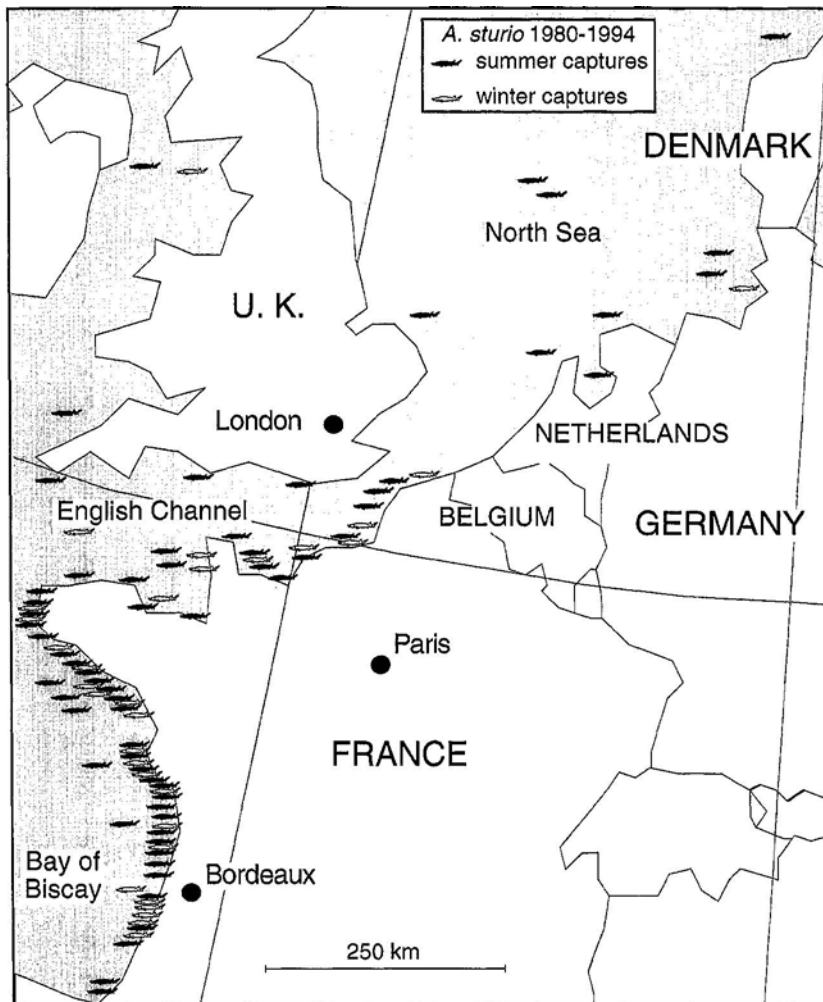 A. sturio 1980-1994
summer captures
winter captures
DENMARK
North Sea
U. K.
London
NETHERLANDS
English Channel
BELGIUM
GERMANY
Paris
FRANCE
Bay of
Biscay
Bordeaux
250 km